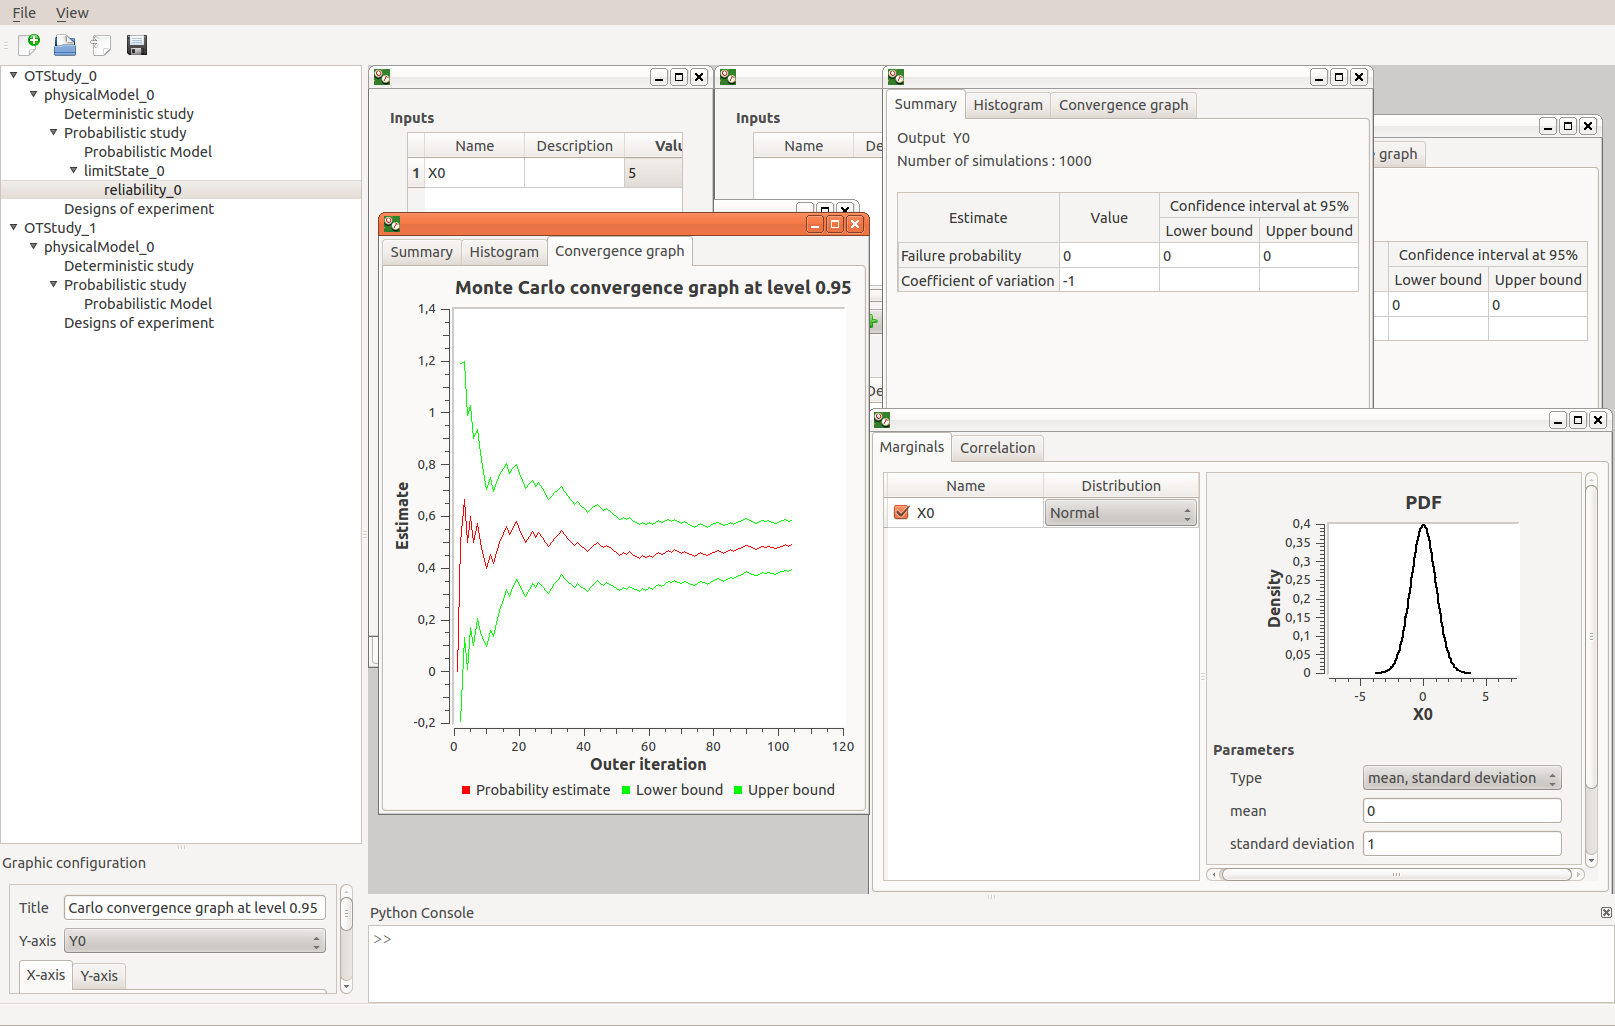 File View
OTStudy_0
physicalModel_0
Deterministic study
Probabilistic study
Probabilistic Model
limitState_0
reliability_0
Designs of experiment
OTStudy_1
physicalModel_0
Deterministic study
Probabilistic study
Probabilistic Model
Designs of experiment
Graphic configuration
Title Carlo convergence graph at level 0.95
Y-axis Y0
X-axis Y-axis
Inputs
Name Description Valu
1 X0 5
Inputs
Name De
De
Summary Histogram Convergence graph
Monte Carlo convergence graph at level 0.95
1,4
1,2
1
0,8
0,6
0,4
0,2
0
-0,2
Estimate
0 20 40 60 80 100 120
Outer iteration
Probability estimate Lower bound Upper bound
Summary Histogram Convergence graph
Output Y0
Number of simulations : 1000
Estimate Value Confidence interval at 95%
Lower bound Upper bound
Failure probability 0 0 0
Coefficient of variation -1
graph
Confidence interval at 95%
Lower bound Upper bound
0 0
Marginals Correlation
Name Distribution
X0 Normal
PDF
0,4
0,35
0,3
0,25
0,2
0,15
0,1
0,05
0
Density
-5 0 5
X0
Parameters
Type mean, standard deviation
mean 0
standard deviation 1
Python Console
>>